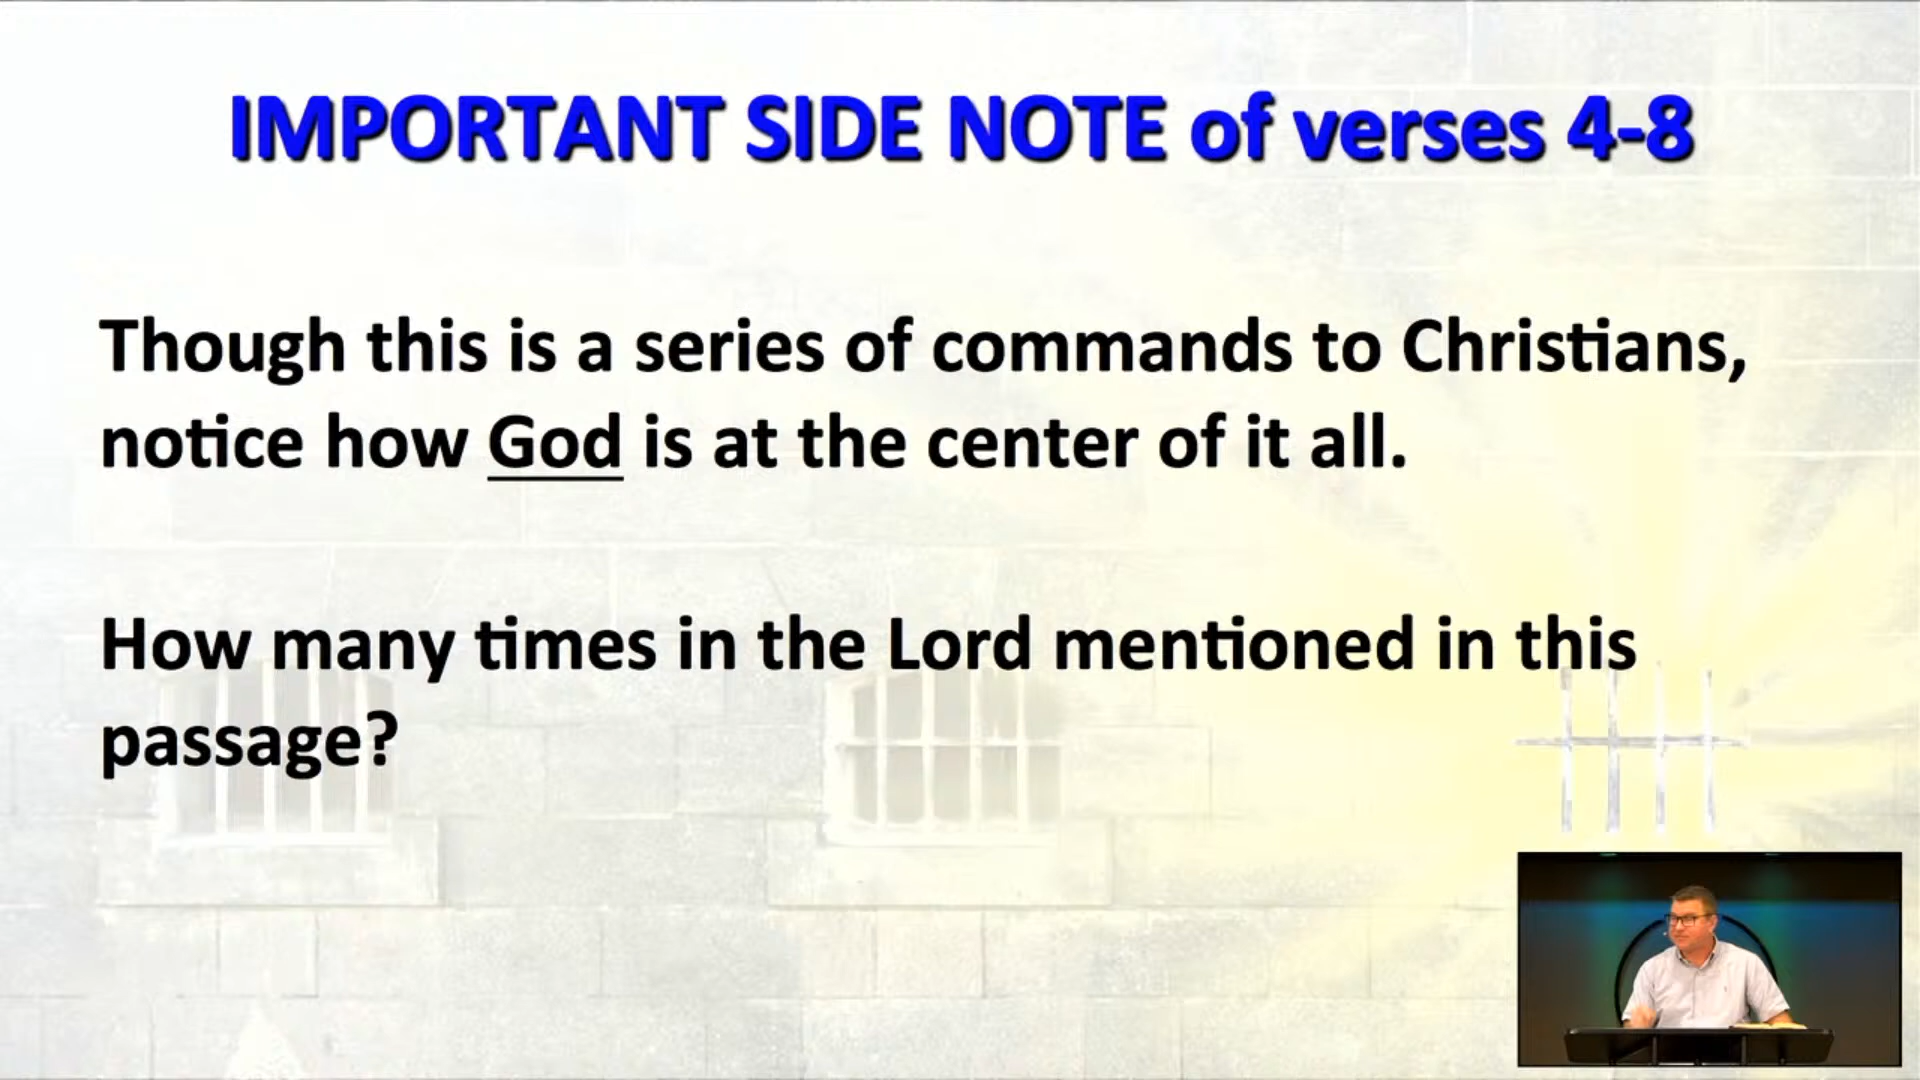 IMPORTANT SIDE NOTE of verses 4-8
Though this is a series of commands to Christians,
notice how God is at the center of it all.
How many times in the Lord mentioned in this
passage?